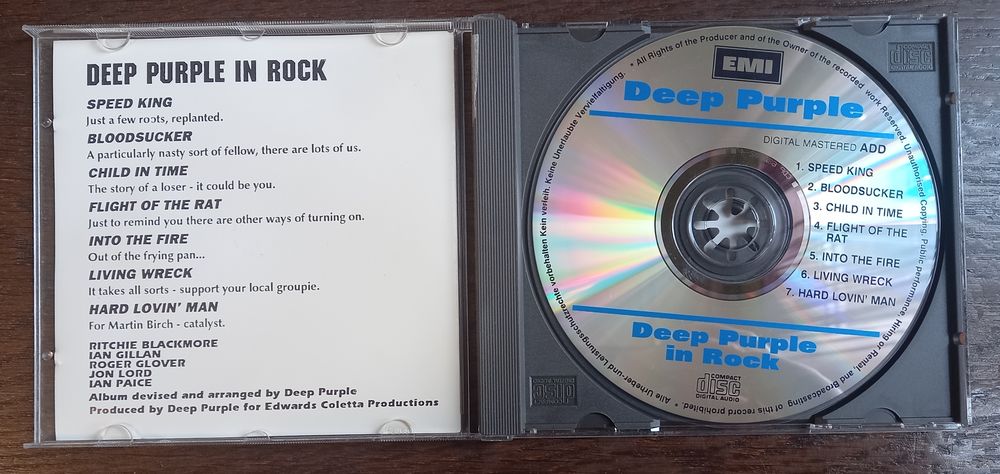 DEEP PURPLE IN ROCK
SPEED KING
Just a few roots, replanted.
BLOODSUCKER
A particularly nasty sort of fellow, there are lots of us.
CHILD IN TIME
The story of a loser - it could be you.
FLIGHT OF THE RAT
Just to remind you there are other ways of turning on.
INTO THE FIRE
Out of the frying pan...
LIVING WRECK
It takes all sorts - support your local groupie.
HARD LOVIN' MAN
For Martin Birch - catalyst.
RITCHIE BLACKMORE
IAN GILLAN
ROGER GLOVER
JON LORD
IAN PAICE
Album devised and arranged by Deep Purple
Produced by Deep Purple for Edwards Coletta Productions
EMI
Deep Purple
DIGITAL MASTERED ADD
1. SPEED KING
2. BLOODSUCKER
3. CHILD IN TIME
4. FLIGHT OF THE
RAT
5. INTO THE FIRE
6. LIVING WRECK
7. HARD LOVIN' MAN
Deep Purple
in Rock
COMPACT
disc
DIGITAL AUDIO
* All Rights of the Producer and of the Owner of the recorded work Reserved. Unauthorised Copying, Public performance, Hiring or Rental, and Broadcasting of this record prohibited. * Alle Urheber-und Leistungsschutzrechte vorbehalten Kein verleih. Keine Unerlaubte Vervielfaltigung.
COMPACT
disc
DIGITAL AUDIO
COMPACT
disc
DIGITAL AUDIO